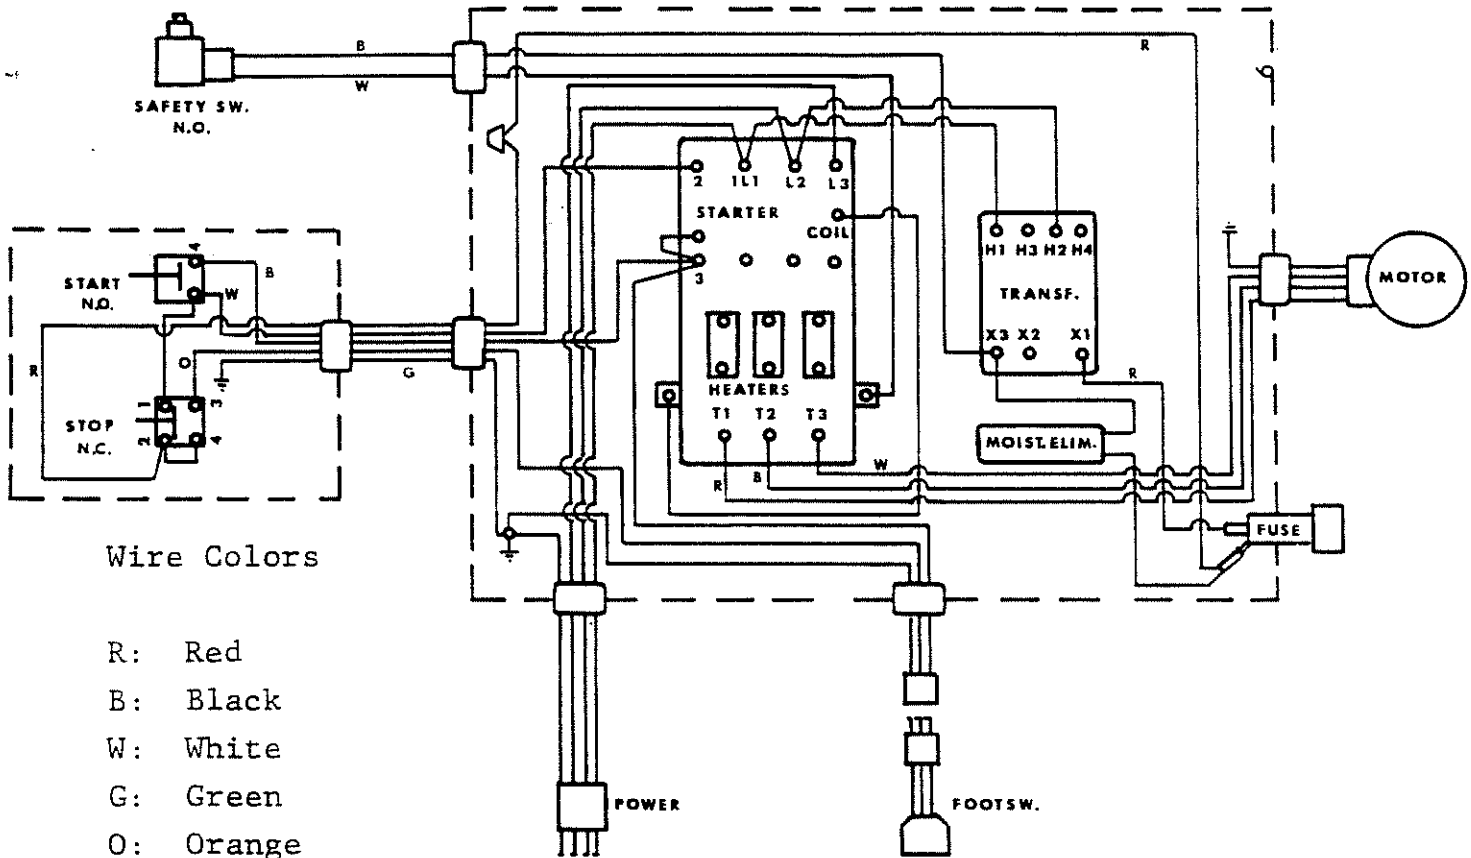 B
R
W
SAFETY SW.
N.O.
2 1L1 L2 L3
STARTER
COIL
3
H1 H3 H2 H4
TRANSF.
X3 X2 X1
MOTOR
4
START
N.O.
B
W
R
O
G
1
3
STOP
N.C.
2
4
HEATERS
T1 T2 T3
R
MOIST. ELIM.
W
B
R
FUSE
Wire Colors
R: Red
B: Black
W: White
G: Green
O: Orange
POWER
FOOT SW.